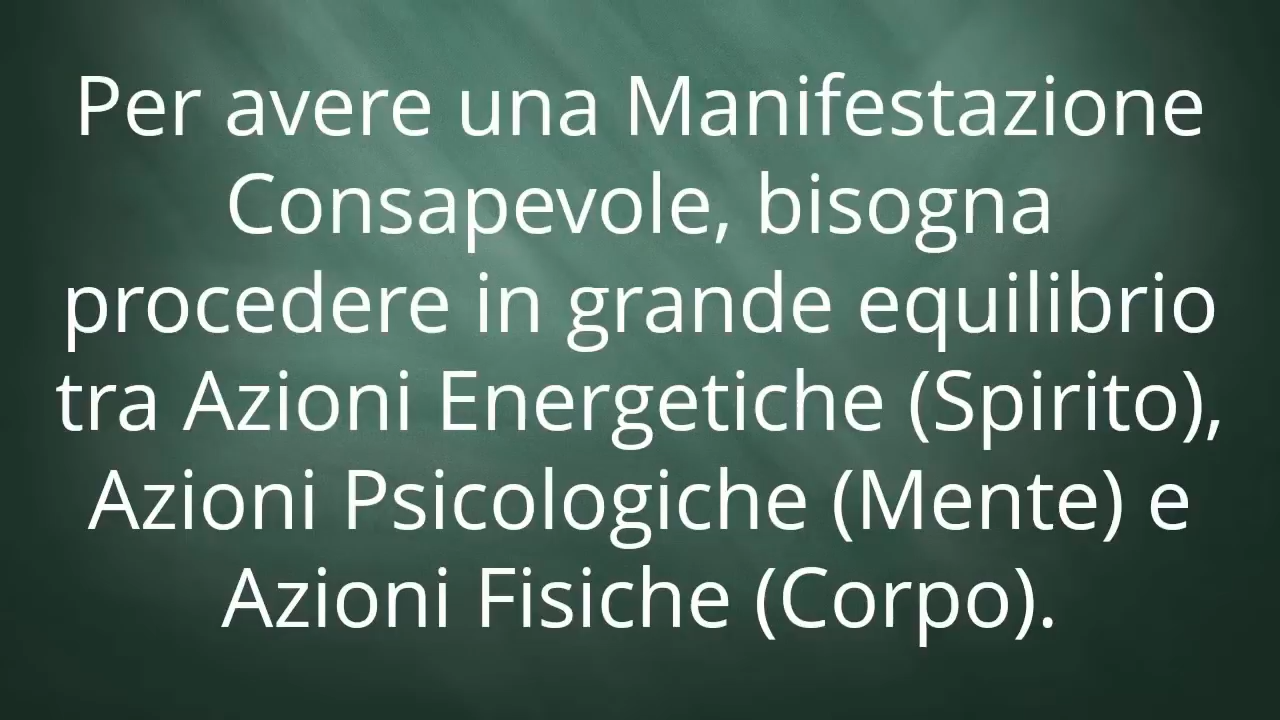 Per avere una Manifestazione
Consapevole, bisogna
procedere in grande equilibrio
tra Azioni Energetiche (Spirito),
Azioni Psicologiche (Mente) e
Azioni Fisiche (Corpo).